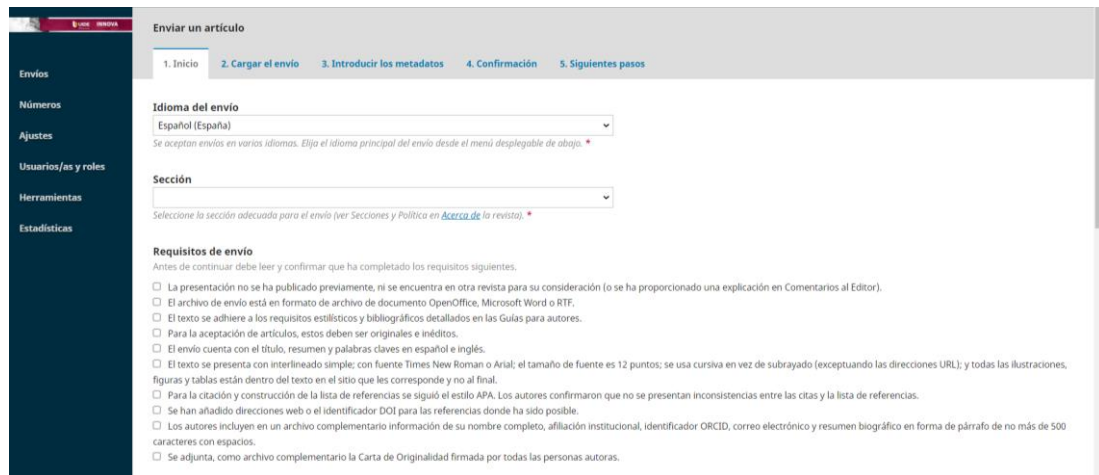 UIDE INNOVA
Enviar un artículo
1. Inicio 2. Cargar el envío 3. Introducir los metadatos 4. Confirmación 5. Siguientes pasos
Envíos
Números
Ajustes
Usuarios/as y roles
Herramientas
Estadísticas
Idioma del envío
Español (España)
Se aceptan envíos en varios idiomas. Elija el idioma principal del envío desde el menú desplegable de abajo. *
Sección
Seleccione la sección adecuada para el envío (ver Secciones y Política en Acerca de la revista). *
Requisitos de envío
Antes de continuar debe leer y confirmar que ha completado los requisitos siguientes.
La presentación no se ha publicado previamente, ni se encuentra en otra revista para su consideración (o se ha proporcionado una explicación en Comentarios al Editor).
El archivo de envío está en formato de archivo de documento OpenOffice, Microsoft Word o RTF.
El texto se adhiere a los requisitos estilísticos y bibliográficos detallados en las Guías para autores.
Para la aceptación de artículos, estos deben ser originales e inéditos.
El envío cuenta con el título, resumen y palabras claves en español e inglés.
El texto se presenta con interlineado simple; con fuente Times New Roman o Arial; el tamaño de fuente es 12 puntos; se usa cursiva en vez de subrayado (exceptuando las direcciones URL); y todas las ilustraciones,
figuras y tablas están dentro del texto en el sitio que les corresponde y no al final.
Para la citación y construcción de la lista de referencias se siguió el estilo APA. Los autores confirmaron que no se presentan inconsistencias entre las citas y la lista de referencias.
Se han añadido direcciones web o el identificador DOI para las referencias donde ha sido posible.
Los autores incluyen en un archivo complementario información de su nombre completo, afiliación institucional, identificador ORCID, correo electrónico y resumen biográfico en forma de párrafo de no más de 500
caracteres con espacios.
Se adjunta, como archivo complementario la Carta de Originalidad firmada por todas las personas autoras.